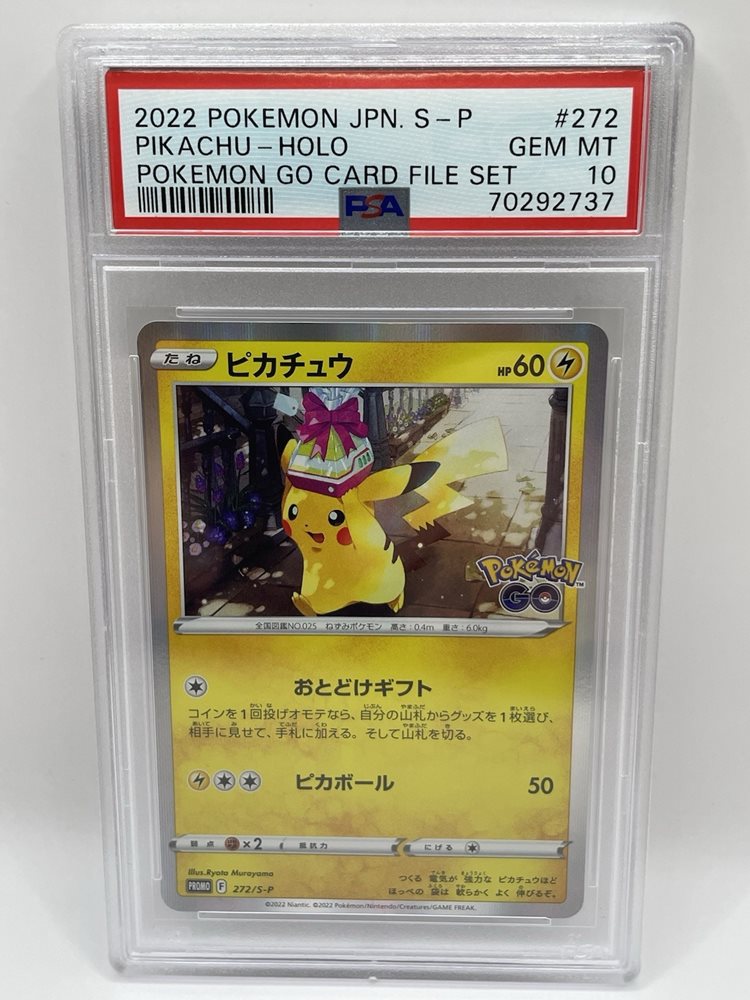 2022 POKEMON JPN. S-P #272
PIKACHU-HOLO GEM MT
POKEMON GO CARD FILE SET 10
PSA 70292737
たね ピカチュウ HP60
Pokémon GO™
全国図鑑NO.025 ねずみポケモン 高さ:0.4m 重さ:6.0kg
おとどけギフト
コインを1回投げオモテなら、自分の山札からグッズを1枚選び、
相手に見せて、手札に加える。そして山札を切る。
ピカボール 50
弱点 ×2 抵抗力 にげる
Illus.Ryota Murayama
PROMO F 272/S-P
つくる 電気が 強力な ピカチュウほど
ほっぺの 袋は 軟らかく よく 伸びるぞ。
©2022 Niantic. ©2022 Pokémon/Nintendo/Creatures/GAME FREAK.